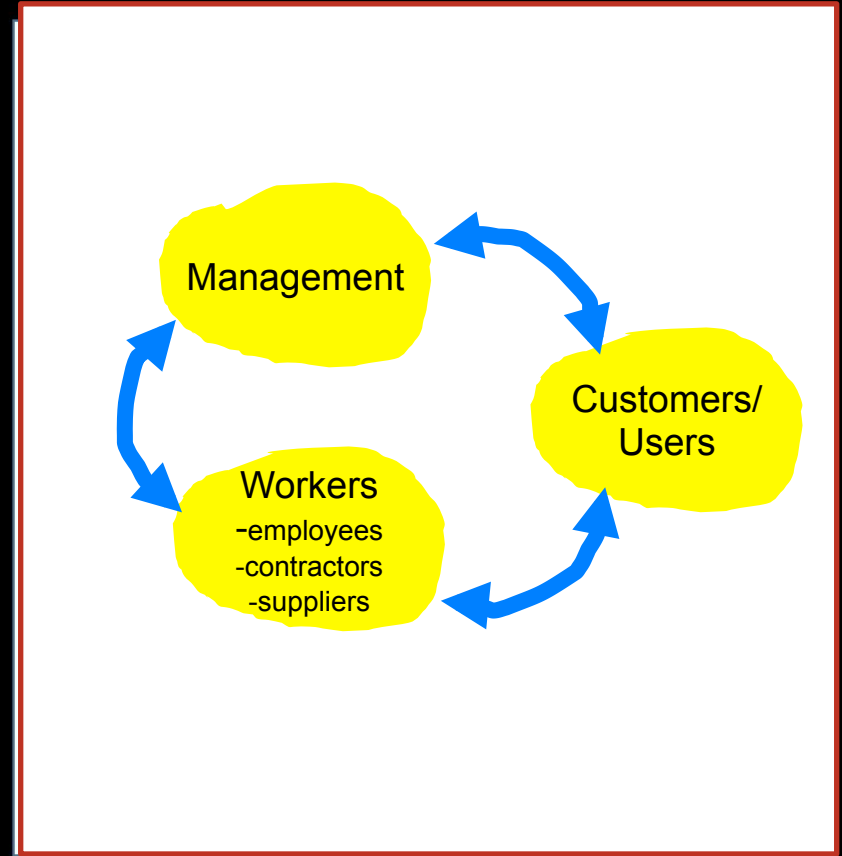 Management
Customers/
Users
Workers
-employees
-contractors
-suppliers